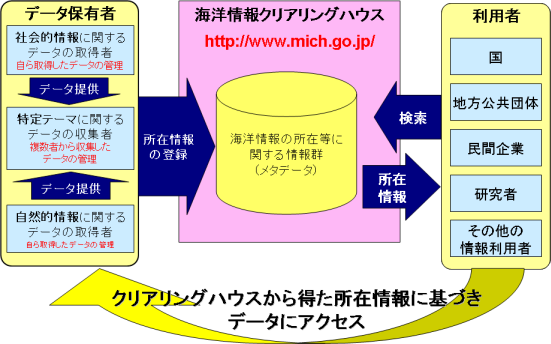 データ保有者
社会的情報に関する
データの取得者
自ら取得したデータの管理
データ提供
特定テーマに関する
データの収集者
複数者から収集した
データの管理
データ提供
自然的情報に関する
データの取得者
自ら取得したデータの管理
所在情報
の登録
海洋情報クリアリングハウス
http://www.mich.go.jp/
海洋情報の所在等に
関する情報群
(メタデータ)
検索
所在
情報
利用者
国
地方公共団体
民間企業
研究者
その他の
情報利用者
クリアリングハウスから得た所在情報に基づき
データにアクセス